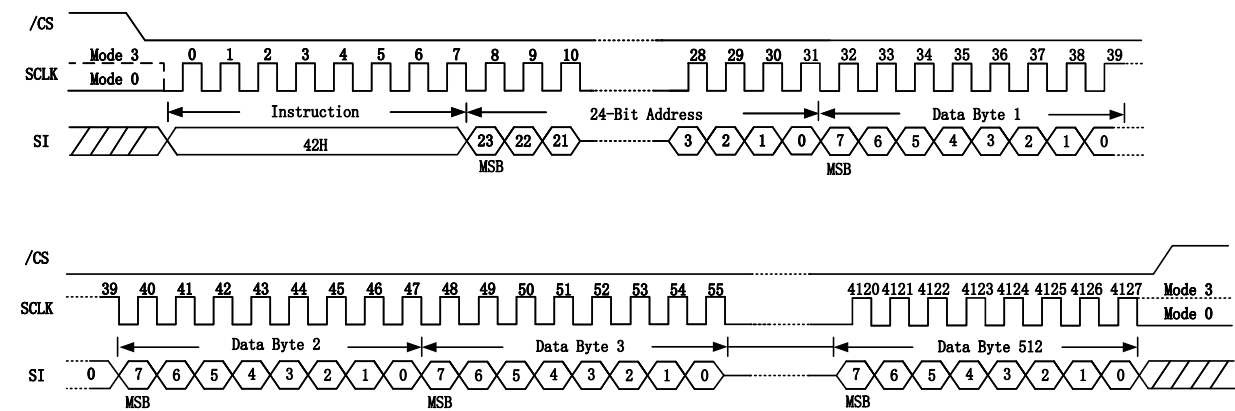 /CS
Mode 3 0 1 2 3 4 5 6 7 8 9 10 28 29 30 31 32 33 34 35 36 37 38 39
SCLK Mode 0
Instruction 24-Bit Address Data Byte 1
SI 42H 23 22 21 3 2 1 0 7 6 5 4 3 2 1 0
MSB MSB
/CS
39 40 41 42 43 44 45 46 47 48 49 50 51 52 53 54 55 4120 4121 4122 4123 4124 4125 4126 4127 Mode 3
SCLK Mode 0
Data Byte 2 Data Byte 3 Data Byte 512
SI 0 7 6 5 4 3 2 1 0 7 6 5 4 3 2 1 0 7 6 5 4 3 2 1 0
MSB MSB MSB